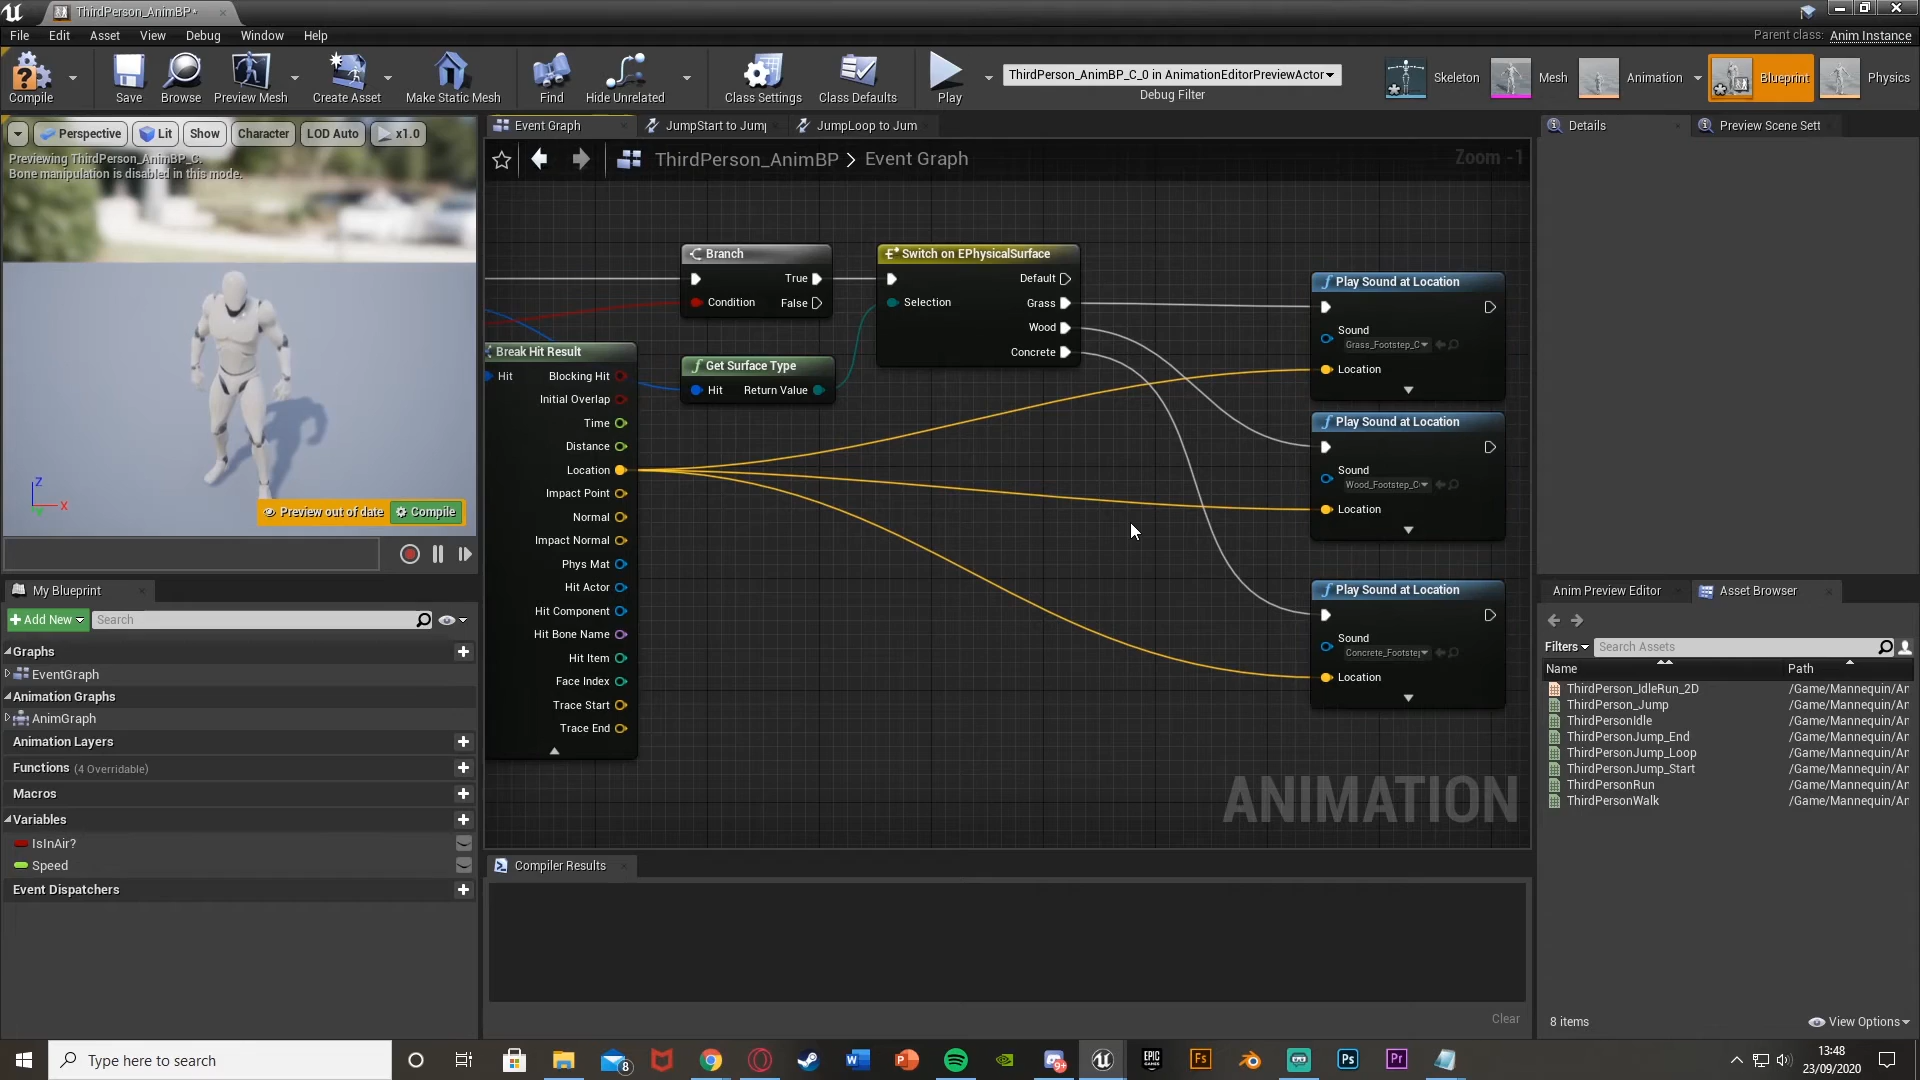 ThirdPerson_AnimBP*
File Edit Asset View Debug Window Help
Parent class: Anim Instance
Compile
Save
Browse
Preview Mesh
Create Asset
Make Static Mesh
Find
Hide Unrelated
Class Settings
Class Defaults
Play
ThirdPerson_AnimBP_C_0 in AnimationEditorPreviewActor
Debug Filter
Skeleton
Mesh
Animation
Blueprint
Physics
Perspective
Lit
Show
Character
LOD Auto
x1.0
Previewing ThirdPerson_AnimBP_C.
Bone manipulation is disabled in this mode.
Z
X
Preview out of date
Compile
Event Graph
JumpStart to Jump
JumpLoop to Jum
ThirdPerson_AnimBP > Event Graph
Zoom -1
Branch
True
Condition
False
Switch on EPhysicalSurface
Default
Selection
Grass
Wood
Concrete
Get Surface Type
Hit
Return Value
Break Hit Result
Hit
Blocking Hit
Initial Overlap
Time
Distance
Location
Impact Point
Normal
Impact Normal
Phys Mat
Hit Actor
Hit Component
Hit Bone Name
Hit Item
Face Index
Trace Start
Trace End
Play Sound at Location
Sound
Grass_Footstep_C
Location
Play Sound at Location
Sound
Wood_Footstep_C
Location
Play Sound at Location
Sound
Concrete_Footstep
Location
ANIMATION
Compiler Results
Clear
My Blueprint
+ Add New
Search
Graphs
EventGraph
Animation Graphs
AnimGraph
Animation Layers
Functions (4 Overridable)
Macros
Variables
IsInAir?
Speed
Event Dispatchers
Details
Preview Scene Sett
Anim Preview Editor
Asset Browser
Filters
Search Assets
Name
Path
ThirdPerson_IdleRun_2D /Game/Mannequin/An
ThirdPerson_Jump /Game/Mannequin/An
ThirdPersonIdle /Game/Mannequin/An
ThirdPersonJump_End /Game/Mannequin/An
ThirdPersonJump_Loop /Game/Mannequin/An
ThirdPersonJump_Start /Game/Mannequin/An
ThirdPersonRun /Game/Mannequin/An
ThirdPersonWalk /Game/Mannequin/An
8 items
View Options
Type here to search
8
W
P
9+
EPIC
GAMES
Fs
Ps
Pr
13:48
23/09/2020